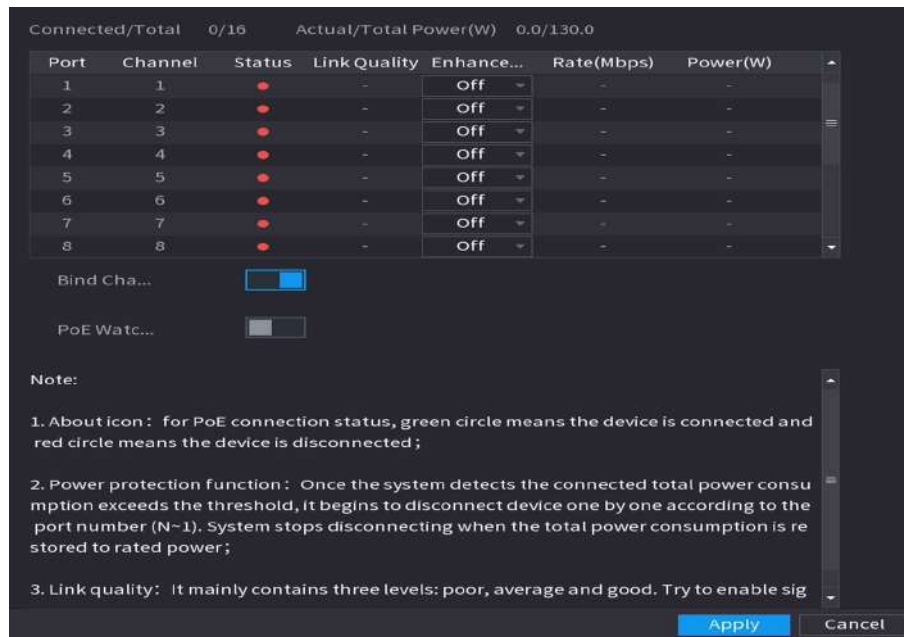 Connected/Total 0/16 Actual/Total Power(W) 0.0/130.0
Port Channel Status Link Quality Enhance... Rate(Mbps) Power(W)
1 1 - Off - -
2 2 - Off - -
3 3 - Off - -
4 4 - Off - -
5 5 - Off - -
6 6 - Off - -
7 7 - Off - -
8 8 - Off - -
Bind Cha...
PoE Watc...
Note:
1. About icon：for PoE connection status, green circle means the device is connected and
red circle means the device is disconnected；
2. Power protection function：Once the system detects the connected total power consu
mption exceeds the threshold, it begins to disconnect device one by one according to the
port number (N~1). System stops disconnecting when the total power consumption is re
stored to rated power；
3. Link quality：It mainly contains three levels: poor, average and good. Try to enable sig
Apply Cancel